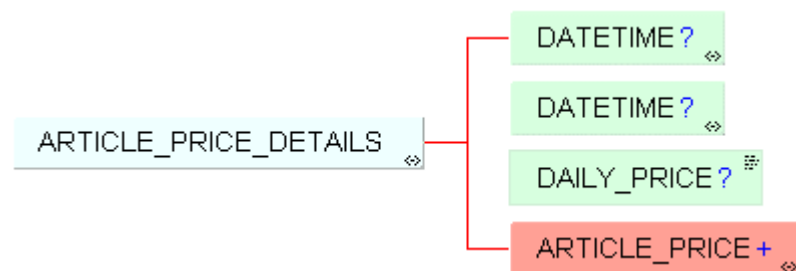 DATETIME?
DATETIME?
ARTICLE_PRICE_DETAILS
DAILY_PRICE?
ARTICLE_PRICE+